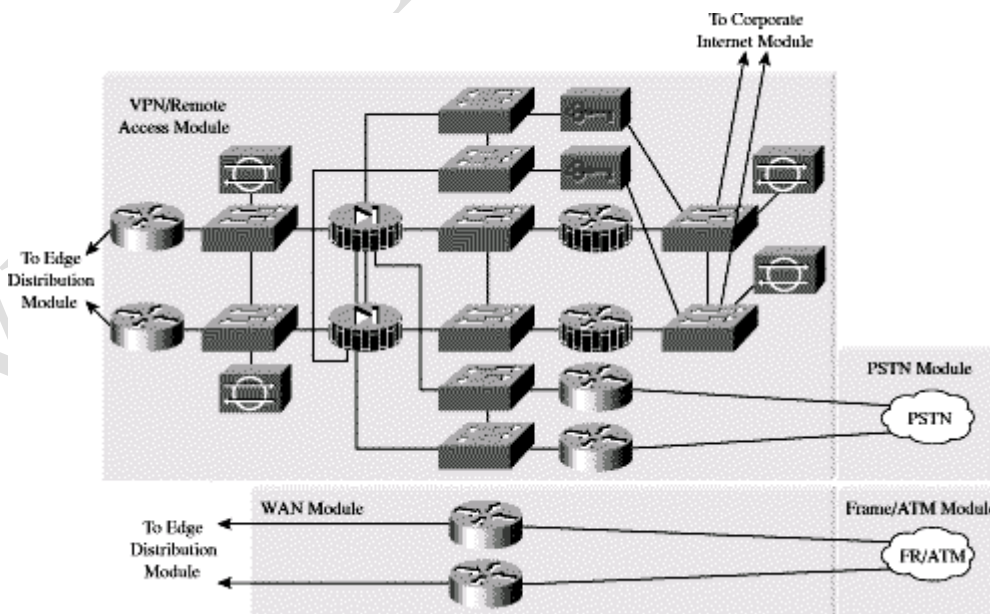 To Corporate
Internet Module
VPN/Remote
Access Module
To Edge
Distribution
Module
PSTN Module
PSTN
WAN Module
Frame/ATM Module
To Edge
Distribution
Module
FR/ATM